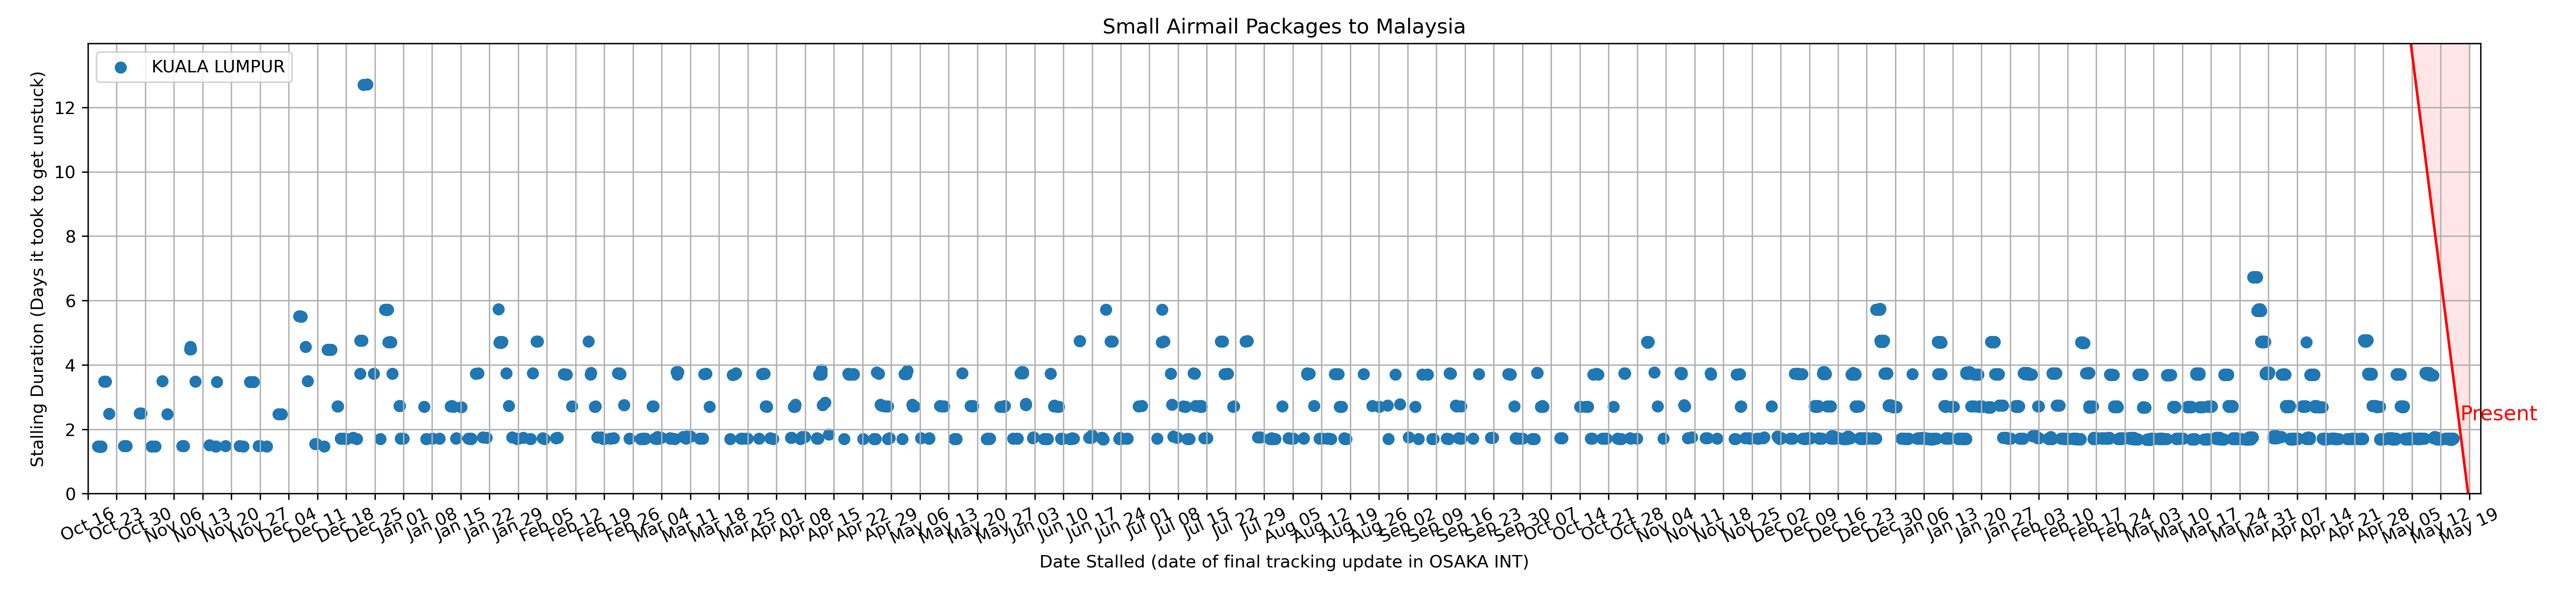 Small Airmail Packages to Malaysia
KUALA LUMPUR
Stalling Duration (Days it took to get unstuck)
12
10
8
6
4
2
0
Present
Oct 16
Oct 23
Oct 30
Nov 06
Nov 13
Nov 20
Nov 27
Dec 04
Dec 11
Dec 18
Dec 25
Jan 01
Jan 08
Jan 15
Jan 22
Jan 29
Feb 05
Feb 12
Feb 19
Feb 26
Mar 04
Mar 11
Mar 18
Mar 25
Apr 01
Apr 08
Apr 15
Apr 22
Apr 29
May 06
May 13
May 20
May 27
Jun 03
Jun 10
Jun 17
Jun 24
Jul 01
Jul 08
Jul 15
Jul 22
Jul 29
Aug 05
Aug 12
Aug 19
Aug 26
Sep 02
Sep 09
Sep 16
Sep 23
Sep 30
Oct 07
Oct 14
Oct 21
Oct 28
Nov 04
Nov 11
Nov 18
Nov 25
Dec 02
Dec 09
Dec 16
Dec 23
Dec 30
Jan 06
Jan 13
Jan 20
Jan 27
Feb 03
Feb 10
Feb 17
Feb 24
Mar 03
Mar 10
Mar 17
Mar 24
Mar 31
Apr 07
Apr 14
Apr 21
Apr 28
May 05
May 12
May 19
Date Stalled (date of final tracking update in OSAKA INT)